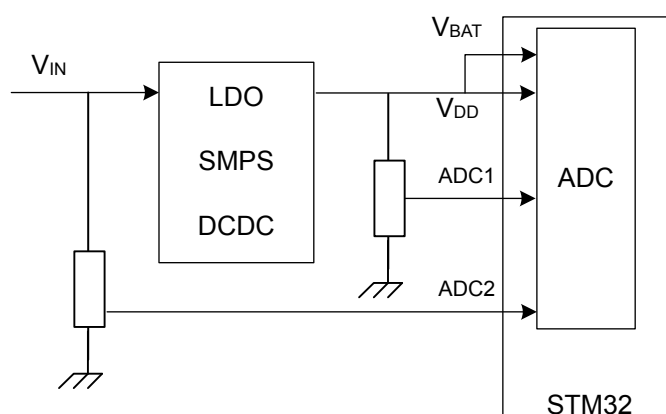 VBAT
VIN
LDO
VDD
SMPS
ADC1
ADC
DCDC
ADC2
STM32